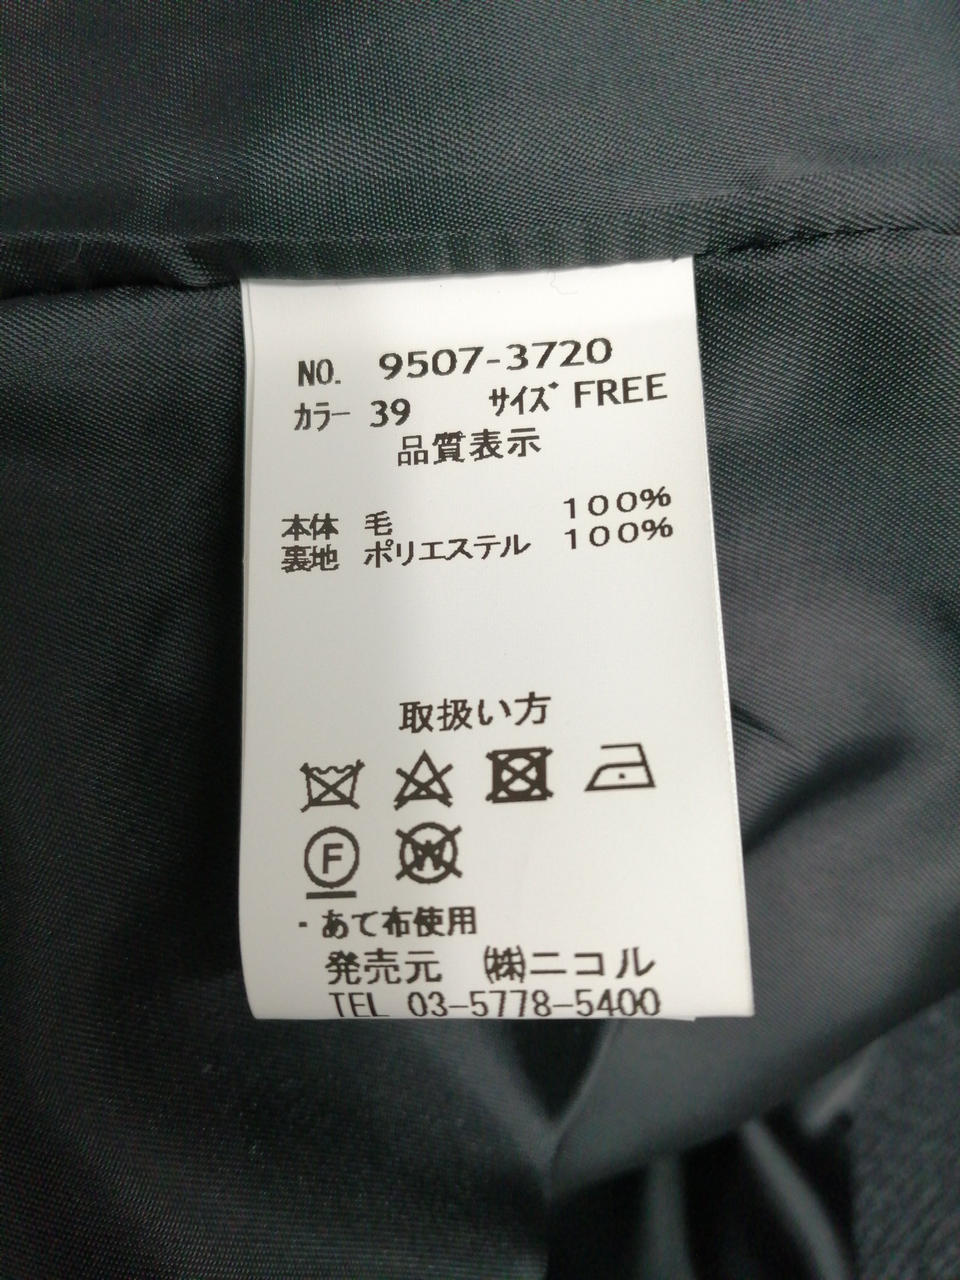 NO. 9507-3720
カラー 39 サイズ FREE
品質表示
本体 毛 100%
裏地 ポリエステル 100%
取扱い方
F W
・あて布使用
発売元 ㈱ニコル
TEL 03-5778-5400